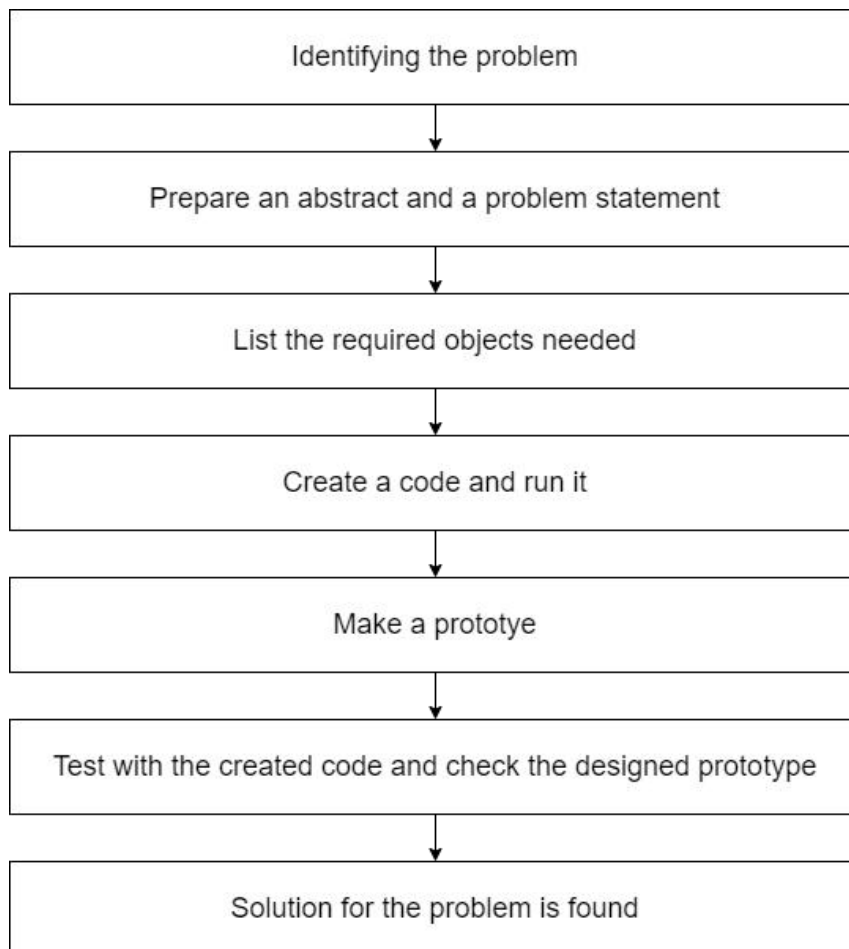 Identifying the problem
Prepare an abstract and a problem statement
List the required objects needed
Create a code and run it
Make a prototye
Test with the created code and check the designed prototype
Solution for the problem is found